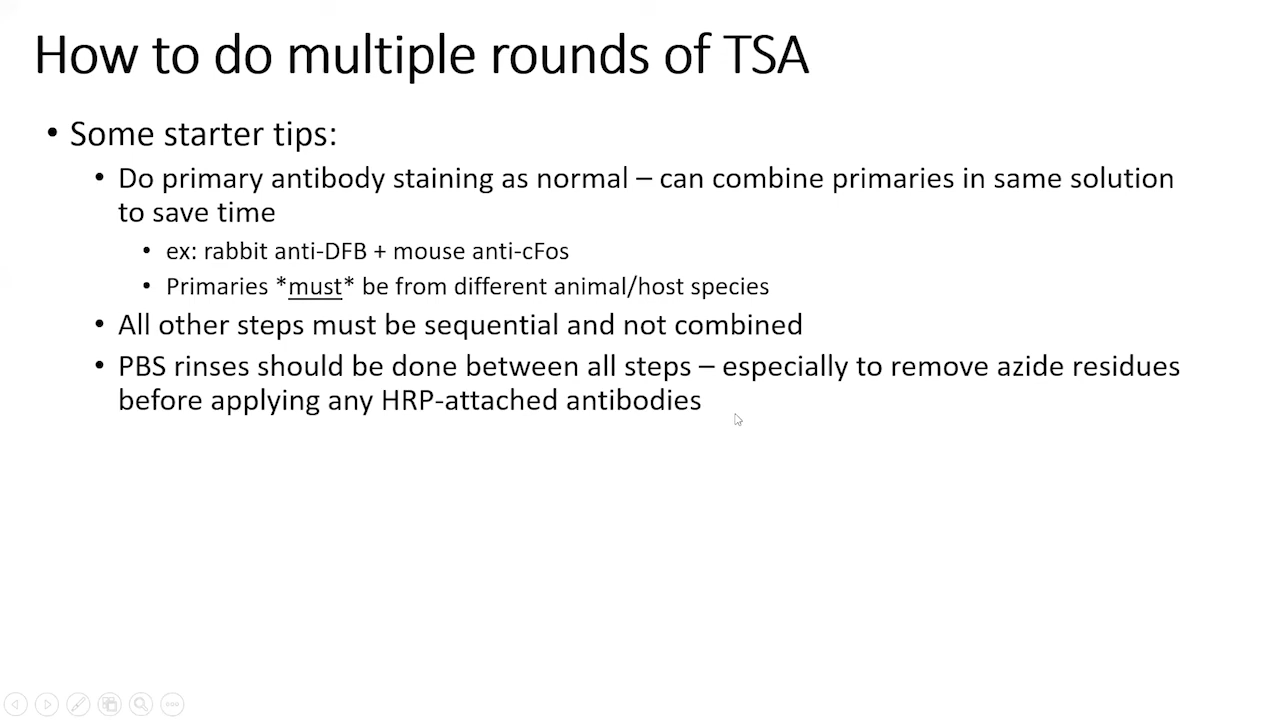 How to do multiple rounds of TSA
• Some starter tips:
• Do primary antibody staining as normal – can combine primaries in same solution
to save time
• ex: rabbit anti-DFB + mouse anti-cFos
• Primaries *must* be from different animal/host species
• All other steps must be sequential and not combined
• PBS rinses should be done between all steps – especially to remove azide residues
before applying any HRP-attached antibodies